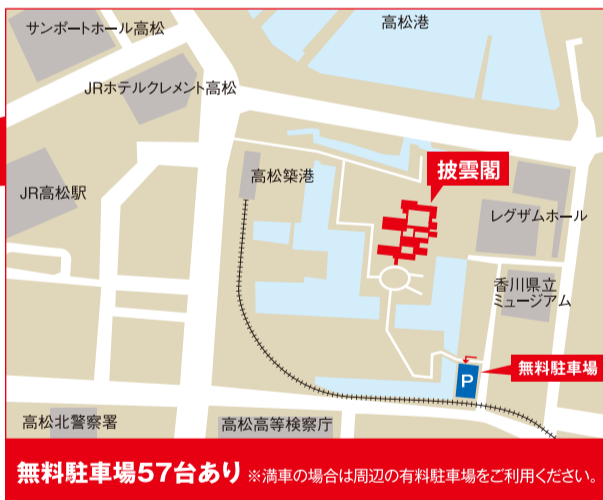 サンポートホール高松
高松港
JRホテルクレメント高松
披雲閣
高松築港
JR高松駅
レグザムホール
香川県立
ミュージアム
無料駐車場
P
高松北警察署
高松高等検察庁
無料駐車場57台あり ※満車の場合は周辺の有料駐車場をご利用ください。